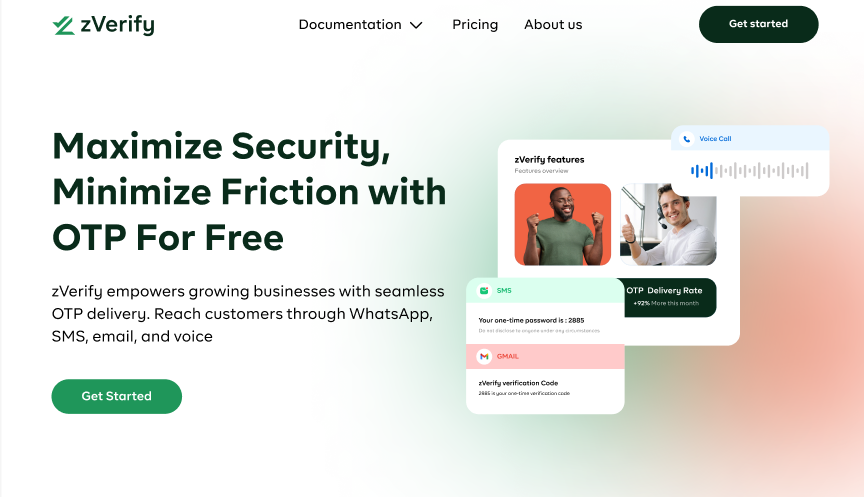 zVerify
Documentation
Pricing
About us
Get started
Maximize Security,
Minimize Friction with
OTP For Free
zVerify empowers growing businesses with seamless
OTP delivery. Reach customers through WhatsApp,
SMS, email, and voice
Get Started
Voice Call
zVerify features
Features overview
OTP Delivery Rate
+92% More this month
SMS
Your one-time password is : 2885
Do not disclose to anyone under any circumstances
GMAIL
zVerify verification Code
2885 is your one-time verification code